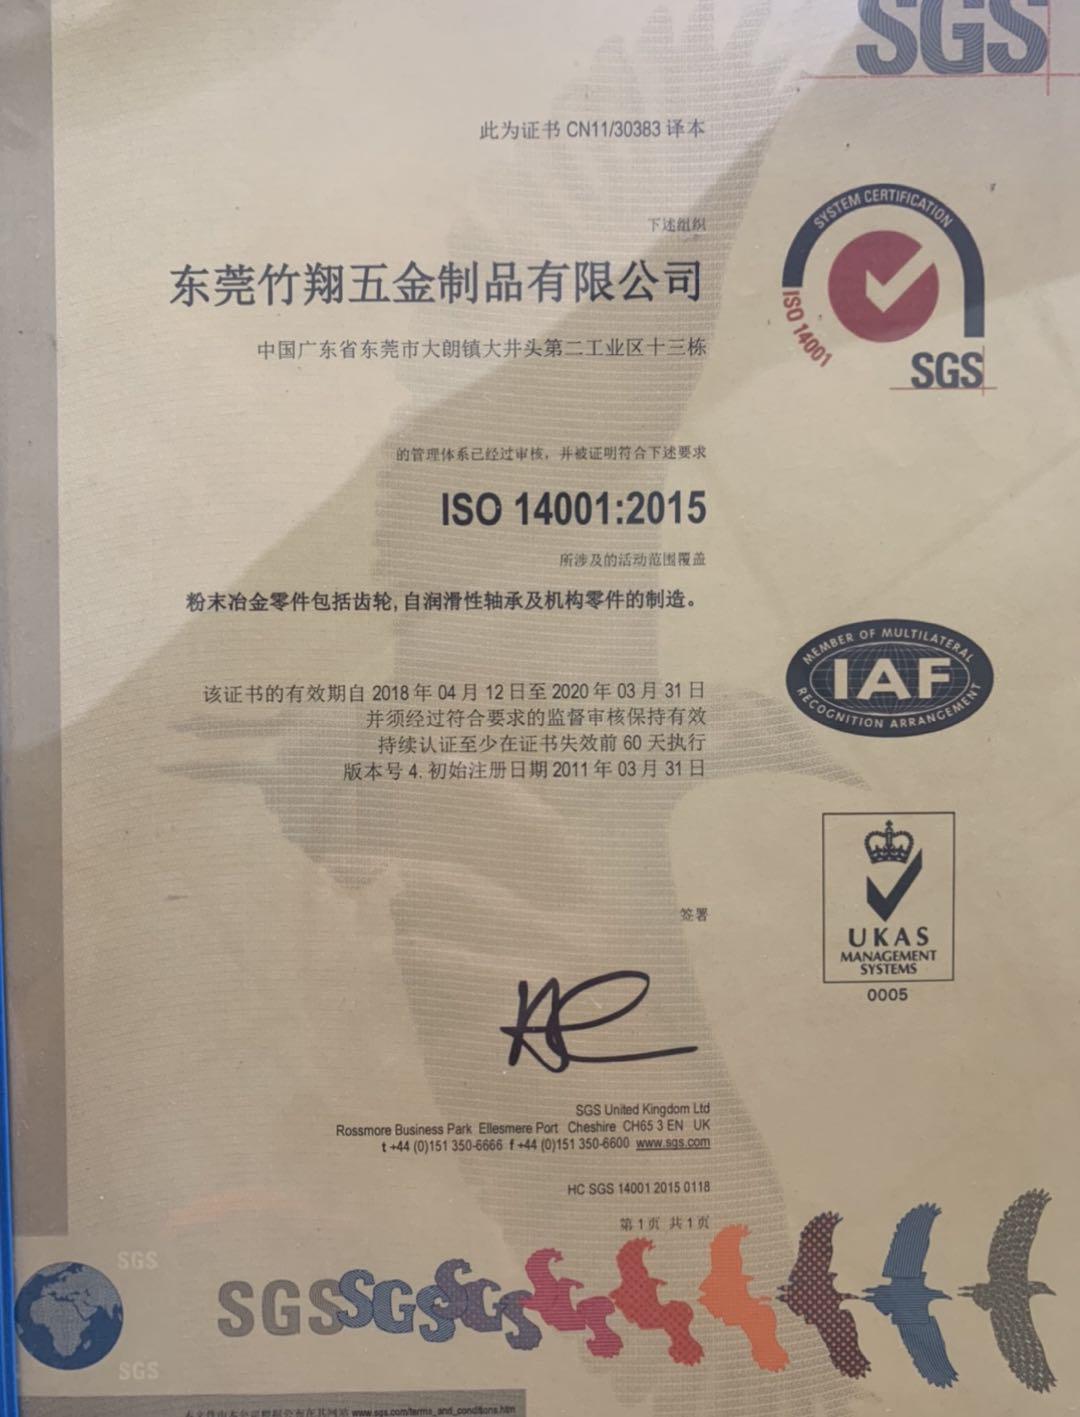 SGS
此为证书 CN11/30383 译本
SYSTEM CERTIFICATION
ISO 14001
SGS
下述组织
东莞竹翔五金制品有限公司
中国广东省东莞市大朗镇大井头第二工业区十三栋
的管理体系已经过审核，并被证明符合下述要求
ISO 14001:2015
所涉及的活动范围覆盖
粉末冶金零件包括齿轮, 自润滑性轴承及机构零件的制造。
MEMBER OF MULTILATERAL
IAF
RECOGNITION ARRANGEMENT
该证书的有效期自 2018 年 04 月 12 日至 2020 年 03 月 31 日
并须经过符合要求的监督审核保持有效
持续认证至少在证书失效前 60 天执行
版本号 4. 初始注册日期 2011 年 03 月 31 日
UKAS
MANAGEMENT
SYSTEMS
0005
签署
SGS United Kingdom Ltd
Rossmore Business Park Ellesmere Port Cheshire CH65 3 EN UK
t +44 (0)151 350-6666 f +44 (0)151 350-6600 www.sgs.com
HC SGS 14001 2015 0118
第 1 页 共 1 页
SGS
SGS SGS SGS
SGS
www.sgs.com/terms_and_conditions.htm